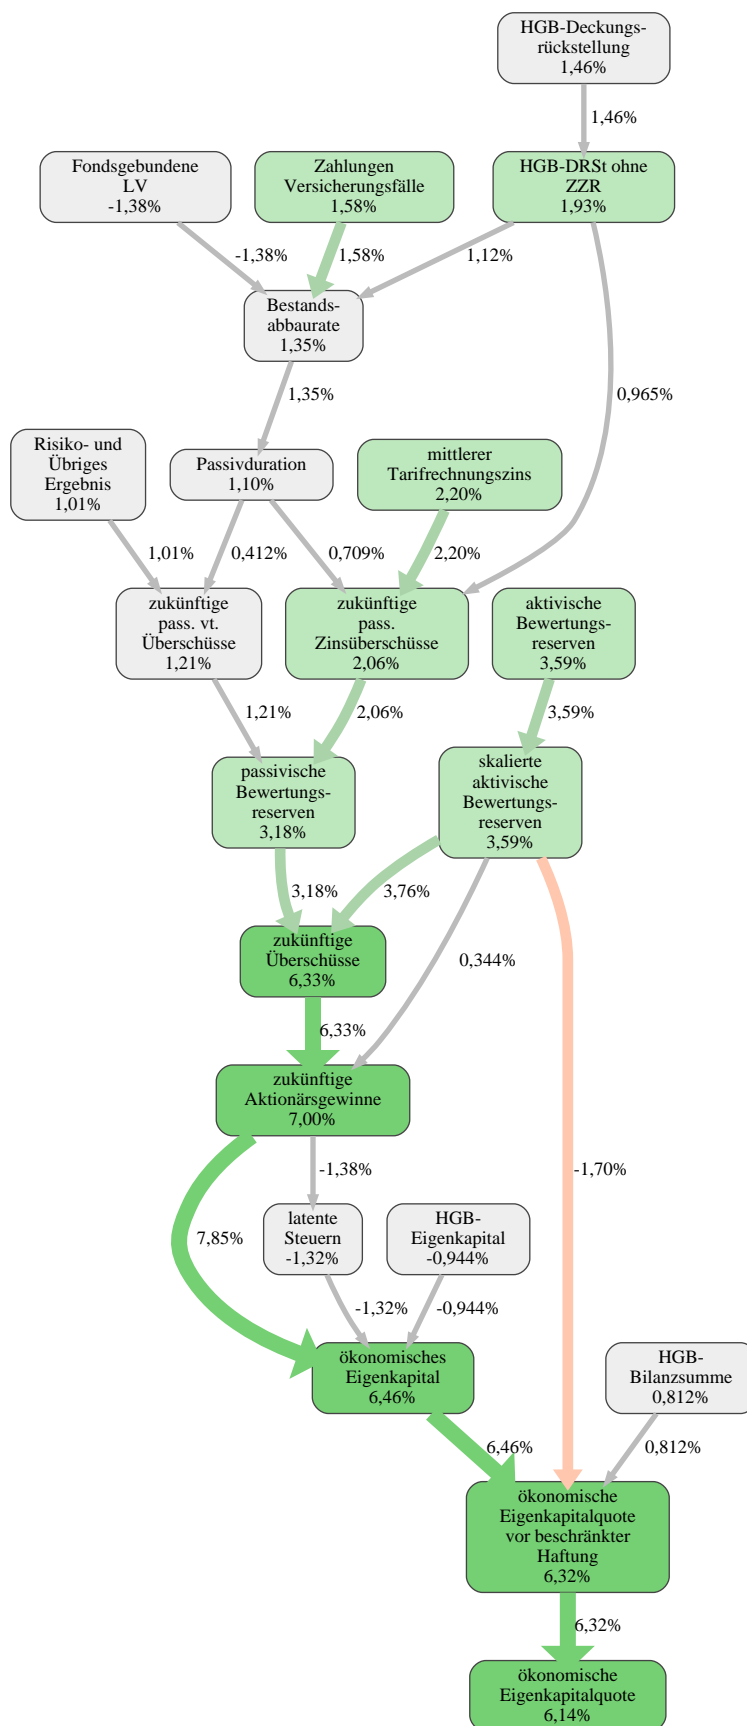 HGB-Deckungs-
rückstellung
1,46%
1,46%
Fondsgebundene
LV
-1,38%
Zahlungen
Versicherungsfälle
1,58%
HGB-DRSt ohne
ZZR
1,93%
-1,38%
1,58%
1,12%
Bestands-
abbaurate
1,35%
1,35%
0,965%
Risiko- und
Übriges
Ergebnis
1,01%
Passivduration
1,10%
mittlerer
Tarifrechnungszins
2,20%
1,01%
0,412%
0,709%
2,20%
zukünftige
pass. vt.
Überschüsse
1,21%
zukünftige
pass.
Zinsüberschüsse
2,06%
aktivische
Bewertungs-
reserven
3,59%
1,21%
2,06%
3,59%
passivische
Bewertungs-
reserven
3,18%
skalierte
aktivische
Bewertungs-
reserven
3,59%
3,18%
3,76%
zukünftige
Überschüsse
6,33%
0,344%
6,33%
zukünftige
Aktionärsgewinne
7,00%
-1,38%
-1,70%
7,85%
latente
Steuern
-1,32%
HGB-
Eigenkapital
-0,944%
-1,32%
-0,944%
ökonomisches
Eigenkapital
6,46%
HGB-
Bilanzsumme
0,812%
6,46%
0,812%
ökonomische
Eigenkapitalquote
vor beschränkter
Haftung
6,32%
6,32%
ökonomische
Eigenkapitalquote
6,14%